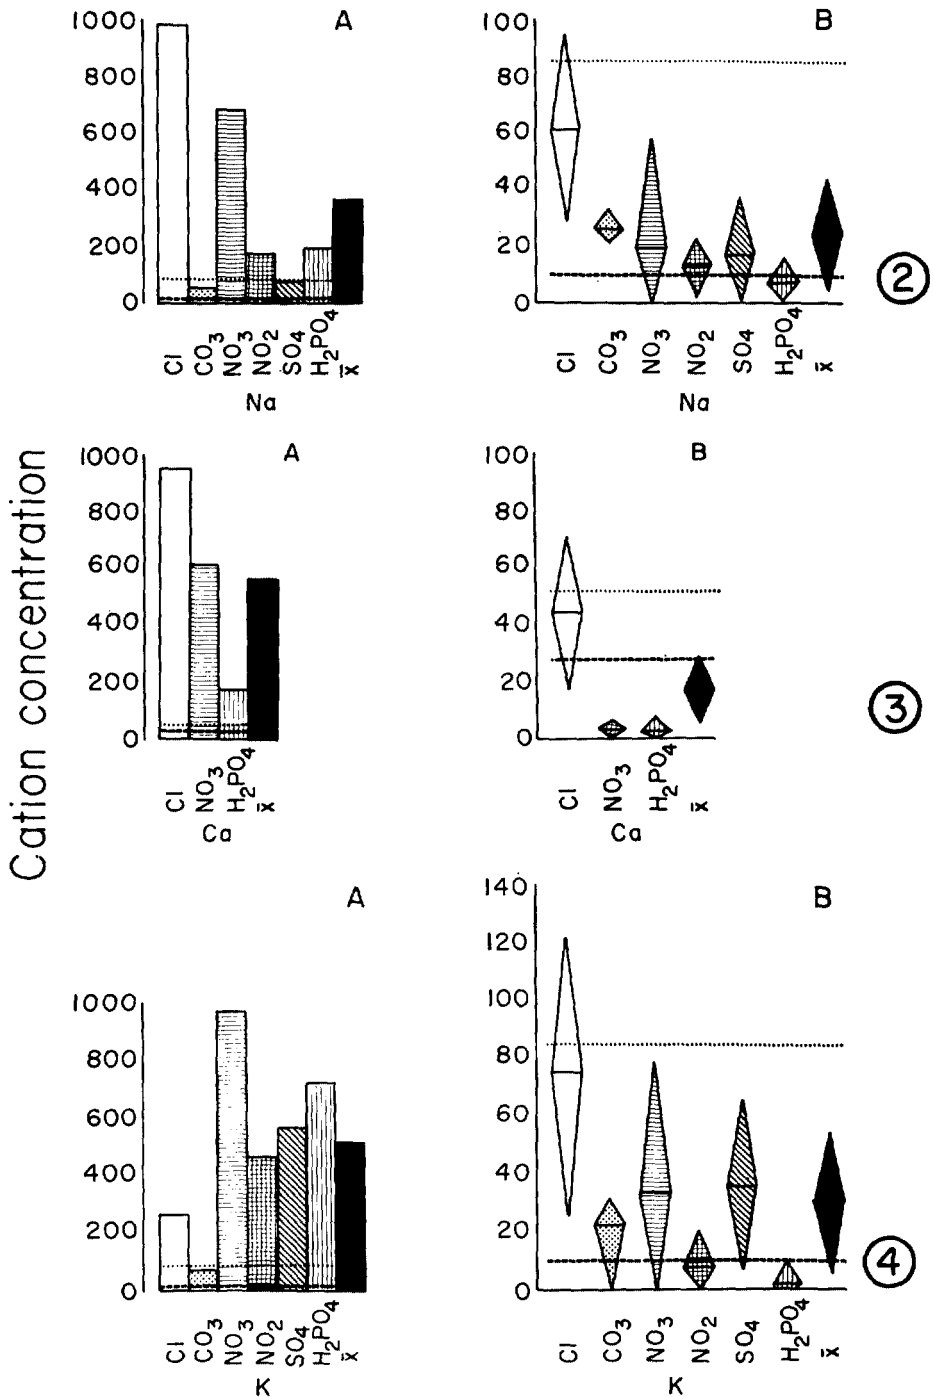 Cation concentration
A
1000
800
600
400
200
0
Cl
CO3
NO3
NO2
SO4
H2PO4
x̄
Na
B
100
80
60
40
20
0
Cl
CO3
NO3
NO2
SO4
H2PO4
x̄
Na
2
A
1000
800
600
400
200
0
Cl
NO3
H2PO4
x̄
Ca
B
100
80
60
40
20
0
Cl
NO3
H2PO4
x̄
Ca
3
A
1000
800
600
400
200
0
Cl
CO3
NO3
NO2
SO4
H2PO4
x̄
K
B
140
120
100
80
60
40
20
0
Cl
CO3
NO3
NO2
SO4
H2PO4
x̄
K
4